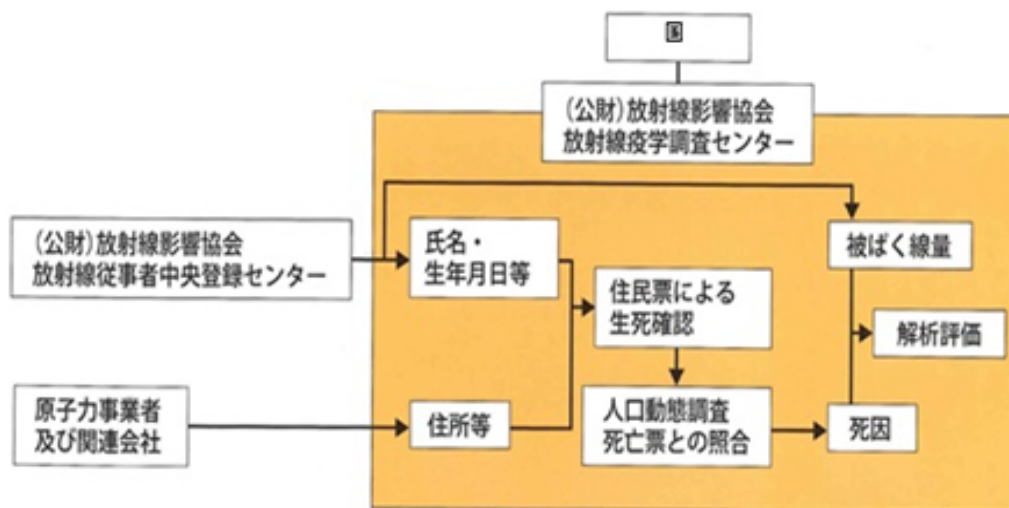 国
(公財)放射線影響協会
放射線疫学調査センター
(公財)放射線影響協会
放射線従事者中央登録センター
氏名・
生年月日等
被ばく線量
住民票による
生死確認
解析評価
原子力事業者
及び関連会社
住所等
人口動態調査
死亡票との照合
死因